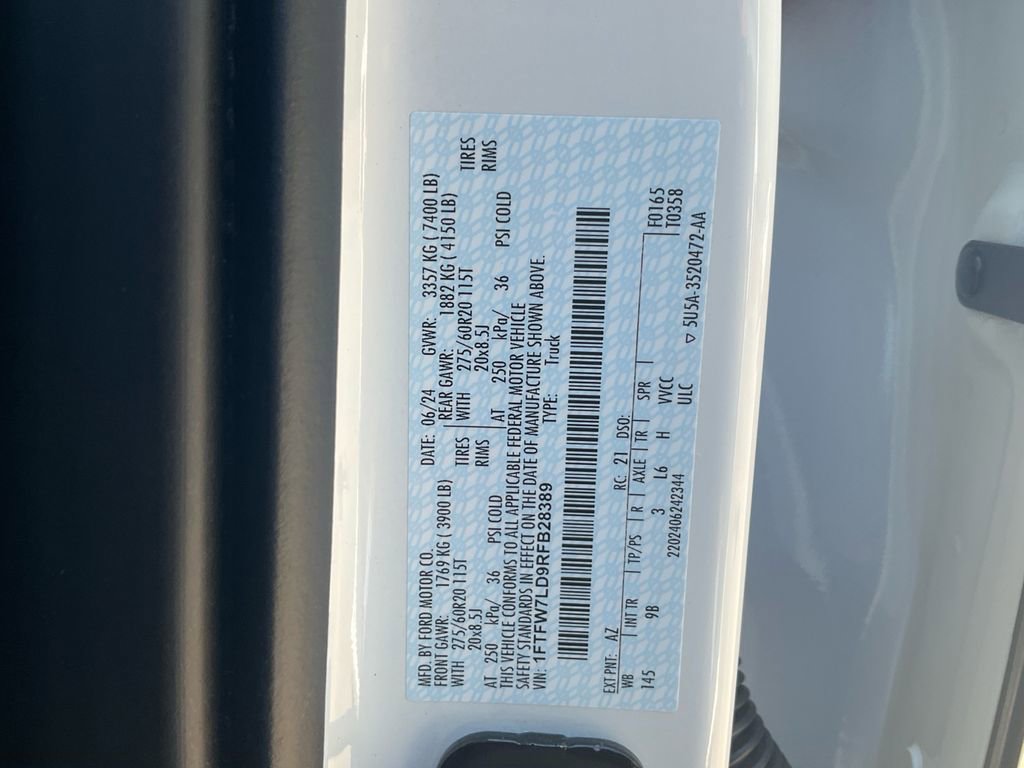 MFD. BY FORD MOTOR CO. DATE: 06/24 GVWR: 3357 KG ( 7400 LB)
FRONT GAWR: 1769 KG ( 3900 LB) REAR GAWR: 1882 KG ( 4150 LB)
WITH 275/60R20 115T TIRES WITH 275/60R20 115T TIRES
20x8.5J RIMS 20x8.5J RIMS
AT 250 kPa/ 36 PSI COLD AT 250 kPa/ 36 PSI COLD
THIS VEHICLE CONFORMS TO ALL APPLICABLE FEDERAL MOTOR VEHICLE
SAFETY STANDARDS IN EFFECT ON THE DATE OF MANUFACTURE SHOWN ABOVE.
VIN: 1FTFW7LD9RFB28389 TYPE: Truck
EXT PNT: AZ RC: 21 DSO:
WB INT TR TP/PS R AXLE TR SPR F0165
145 9B 3 L6 H VVCC T0358
ULC
2202406242344 ▽ 5U5A-3520472-AA